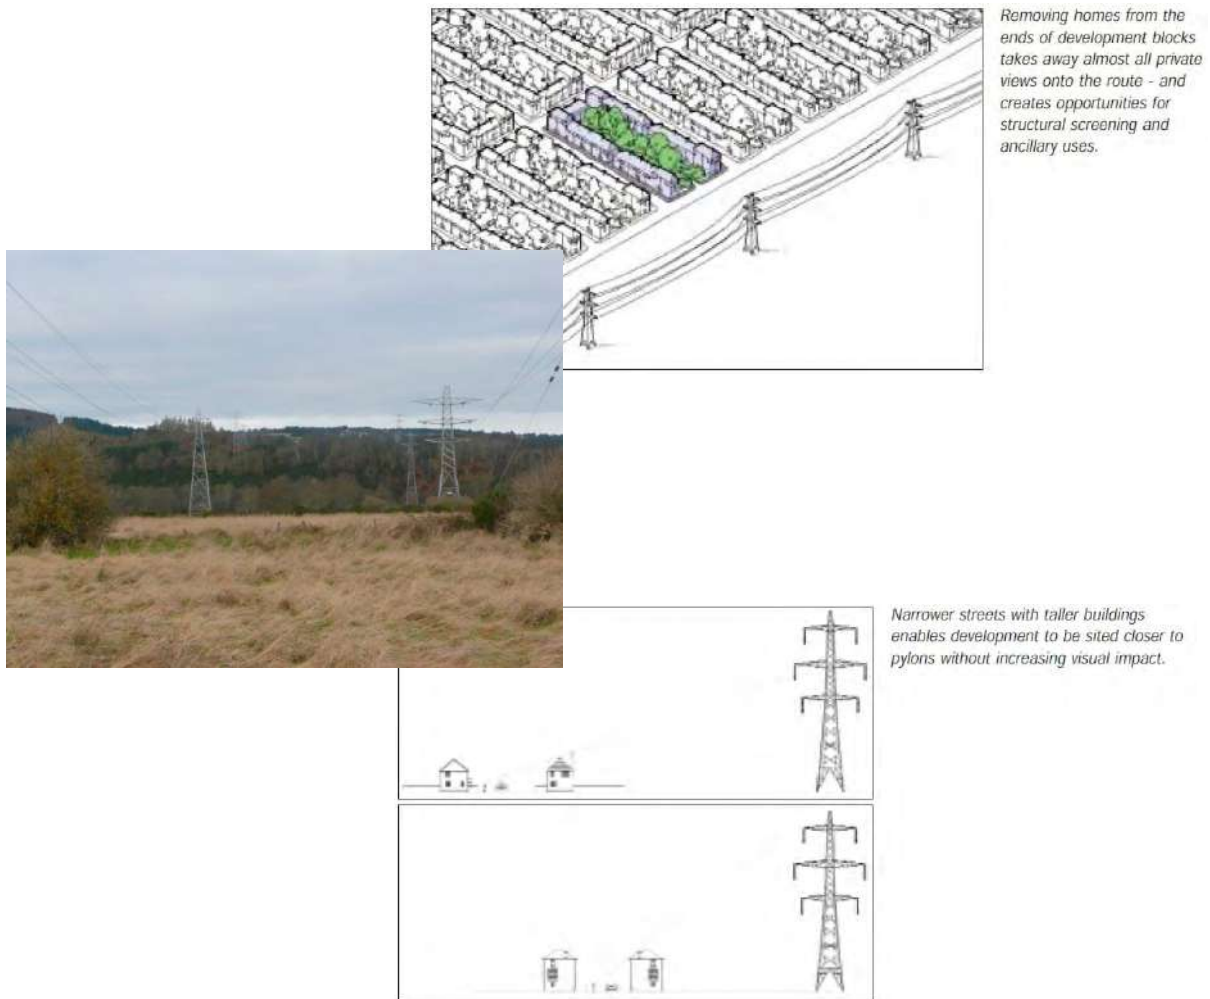 Removing homes from the
ends of development blocks
takes away almost all private
views onto the route - and
creates opportunities for
structural screening and
ancillary uses.
Narrower streets with taller buildings
enables development to be sited closer to
pylons without increasing visual impact.